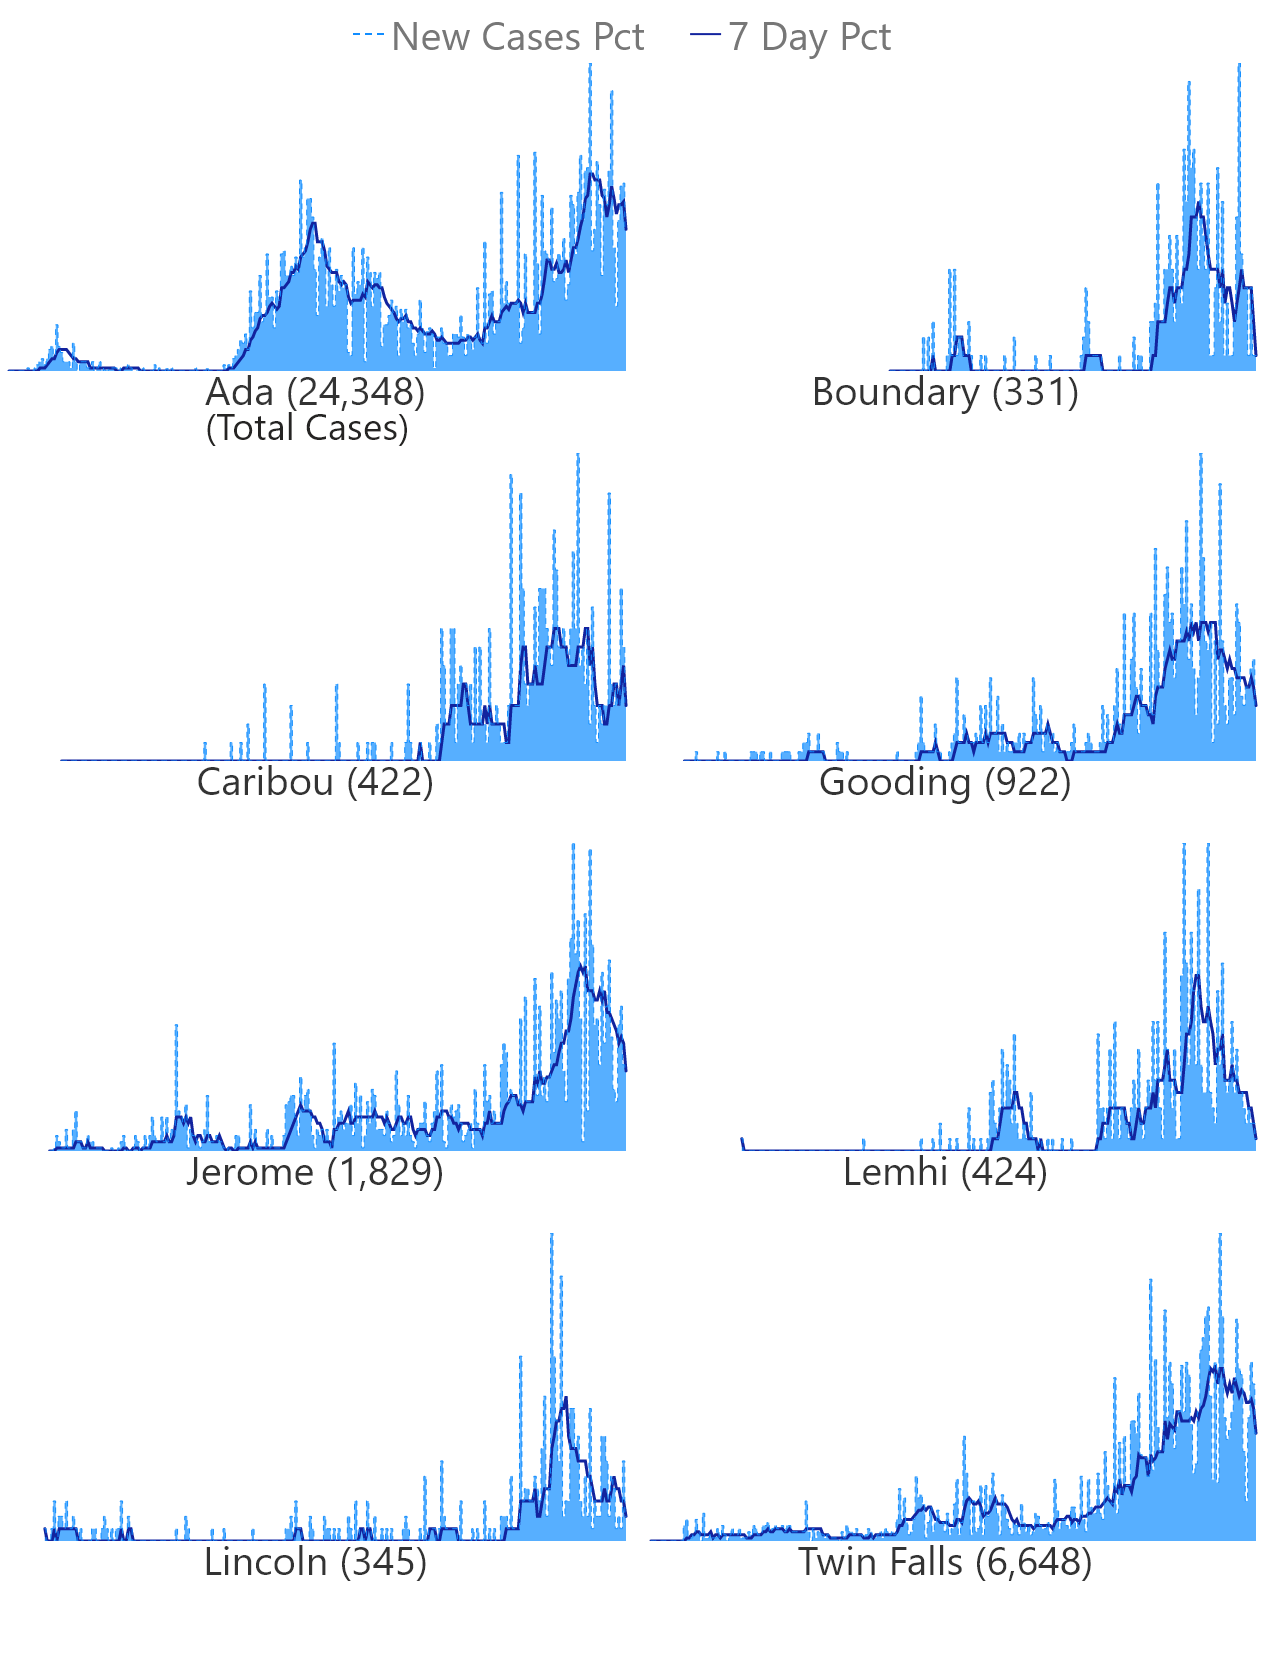 New Cases Pct 7 Day Pct
Ada (24,348)
(Total Cases)
Boundary (331)
Caribou (422)
Gooding (922)
Jerome (1,829)
Lemhi (424)
Lincoln (345)
Twin Falls (6,648)